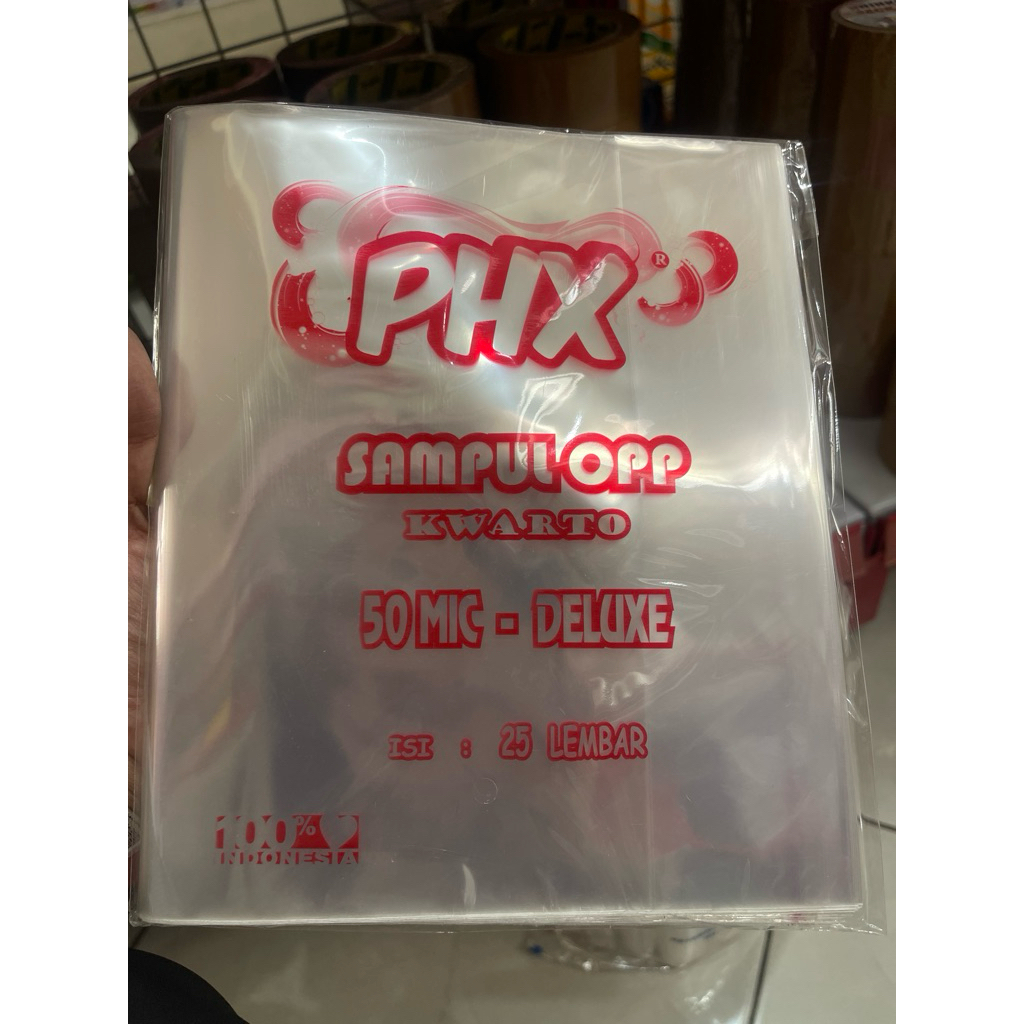 PHX ®
SAMPUL OPP
KWARTO
50 MIC - DELUXE
ISI : 25 LEMBAR
100%
INDONESIA